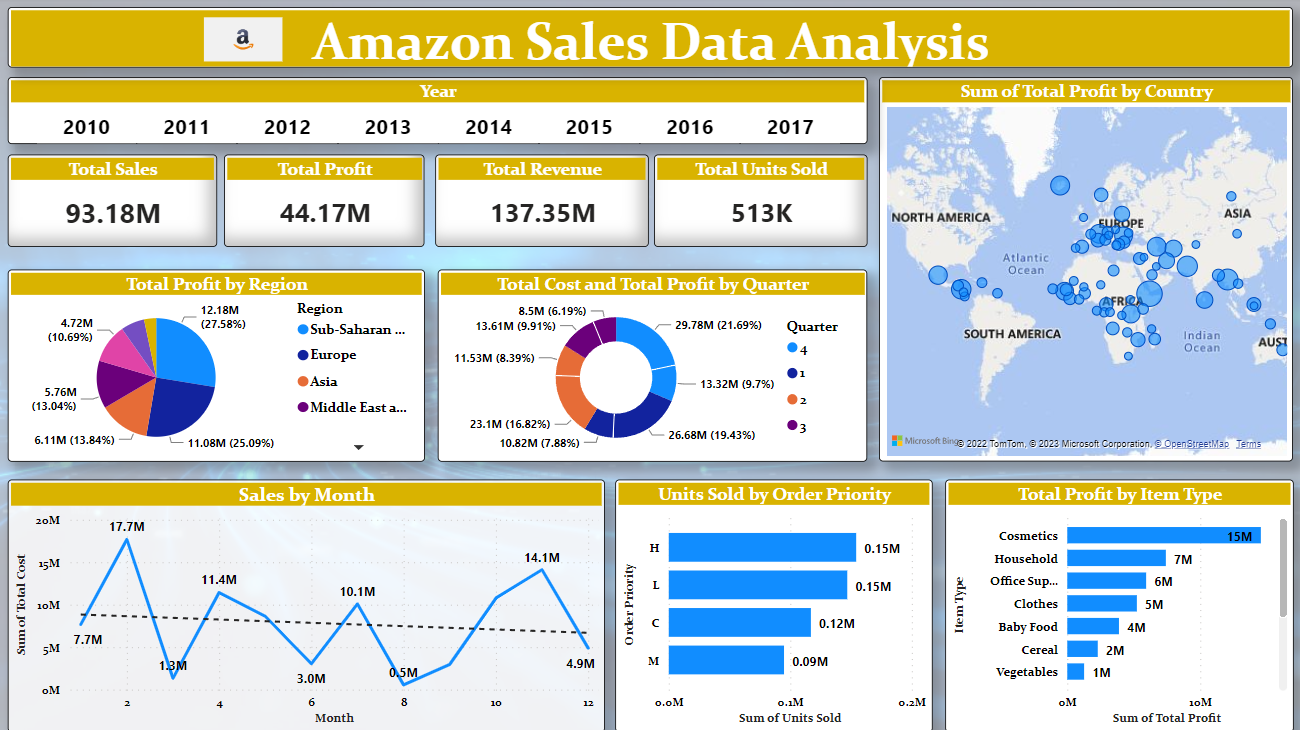 a
Amazon Sales Data Analysis
Year
2010 2011 2012 2013 2014 2015 2016 2017
Total Sales
93.18M
Total Profit
44.17M
Total Revenue
137.35M
Total Units Sold
513K
Sum of Total Profit by Country
NORTH AMERICA
EUROPE
ASIA
Atlantic
Ocean
AFRICA
SOUTH AMERICA
Indian
Ocean
AUST
Microsoft Bing
© 2022 TomTom, © 2023 Microsoft Corporation, © OpenStreetMap Terms
Total Profit by Region
12.18M
(27.58%)
11.08M (25.09%)
6.11M (13.84%)
5.76M
(13.04%)
4.72M
(10.69%)
Region
Sub-Saharan ...
Europe
Asia
Middle East a...
Total Cost and Total Profit by Quarter
29.78M (21.69%)
13.32M (9.7%)
26.68M (19.43%)
10.82M (7.88%)
23.1M (16.82%)
11.53M (8.39%)
13.61M (9.91%)
8.5M (6.19%)
Quarter
4
1
2
3
Sales by Month
Sum of Total Cost
20M
15M
10M
5M
0M
7.7M
17.7M
1.3M
11.4M
3.0M
10.1M
0.5M
14.1M
4.9M
2 4 6 8 10 12
Month
Units Sold by Order Priority
Order Priority
H 0.15M
L 0.15M
C 0.12M
M 0.09M
0.0M 0.1M 0.2M
Sum of Units Sold
Total Profit by Item Type
Item Type
Cosmetics 15M
Household 7M
Office Sup... 6M
Clothes 5M
Baby Food 4M
Cereal 2M
Vegetables 1M
0M 10M
Sum of Total Profit